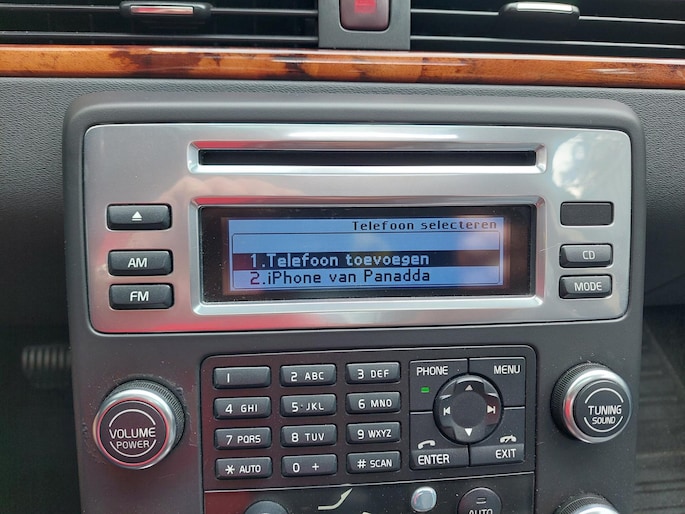 Telefoon selecteren
1.Telefoon toevoegen
2.iPhone van Panadda
AM
FM
CD
MODE
1
2 ABC
3 DEF
4 GHI
5 JKL
6 MNO
7 PQRS
8 TUV
9 WXYZ
* AUTO
0 +
# SCAN
PHONE
MENU
ENTER
EXIT
VOLUME
POWER
TUNING
SOUND
AUTO